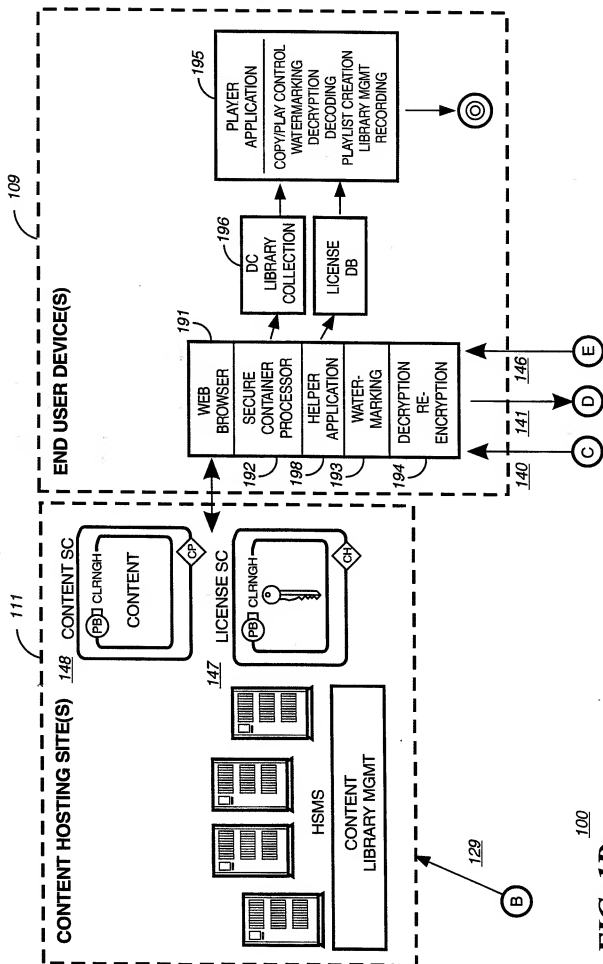 CONTENT HOSTING SITE(S)
111
148
CONTENT SC
PB
CLRNGH
CONTENT
CP
147
LICENSE SC
PB
CLRNGH
CH
HSMS
CONTENT
LIBRARY MGMT
129
B
END USER DEVICE(S)
109
191
WEB
BROWSER
SECURE
CONTAINER
PROCESSOR
192
HELPER
APPLICATION
198
WATER-
MARKING
193
DECRYPTION
RE-
ENCRYPTION
194
196
DC
LIBRARY
COLLECTION
LICENSE
DB
195
PLAYER
APPLICATION
COPY/PLAY CONTROL
WATERMARKING
DECRYPTION
DECODING
PLAYLIST CREATION
LIBRARY MGMT
RECORDING
140
141
146
C
D
E
100